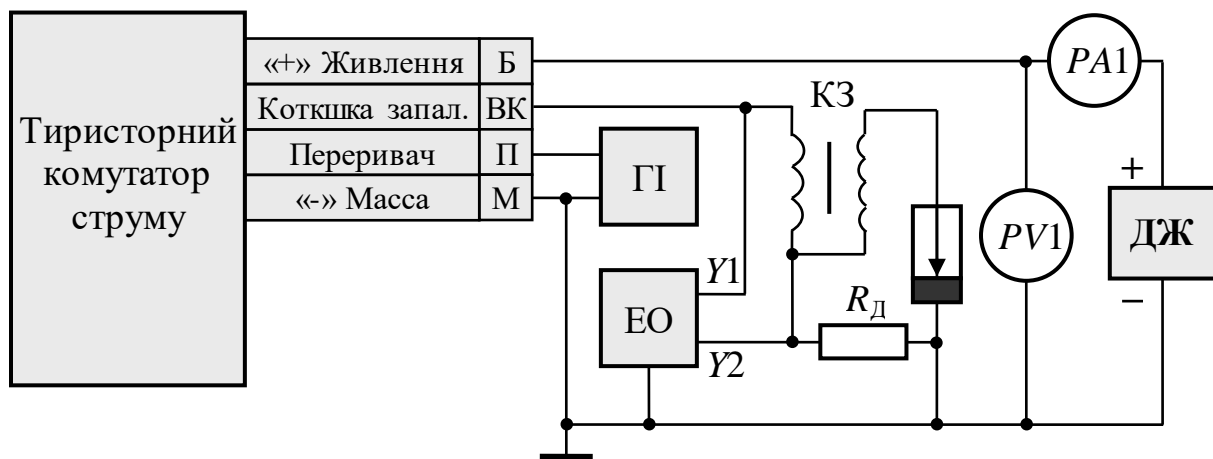 Тиристорний
комутатор
струму
«+» Живлення Б
Коткшка запал. ВК
Переривач П
«-» Масса М
ГІ
ЕО
Y1
Y2
КЗ
RД
PA1
PV1
+
ДЖ
−